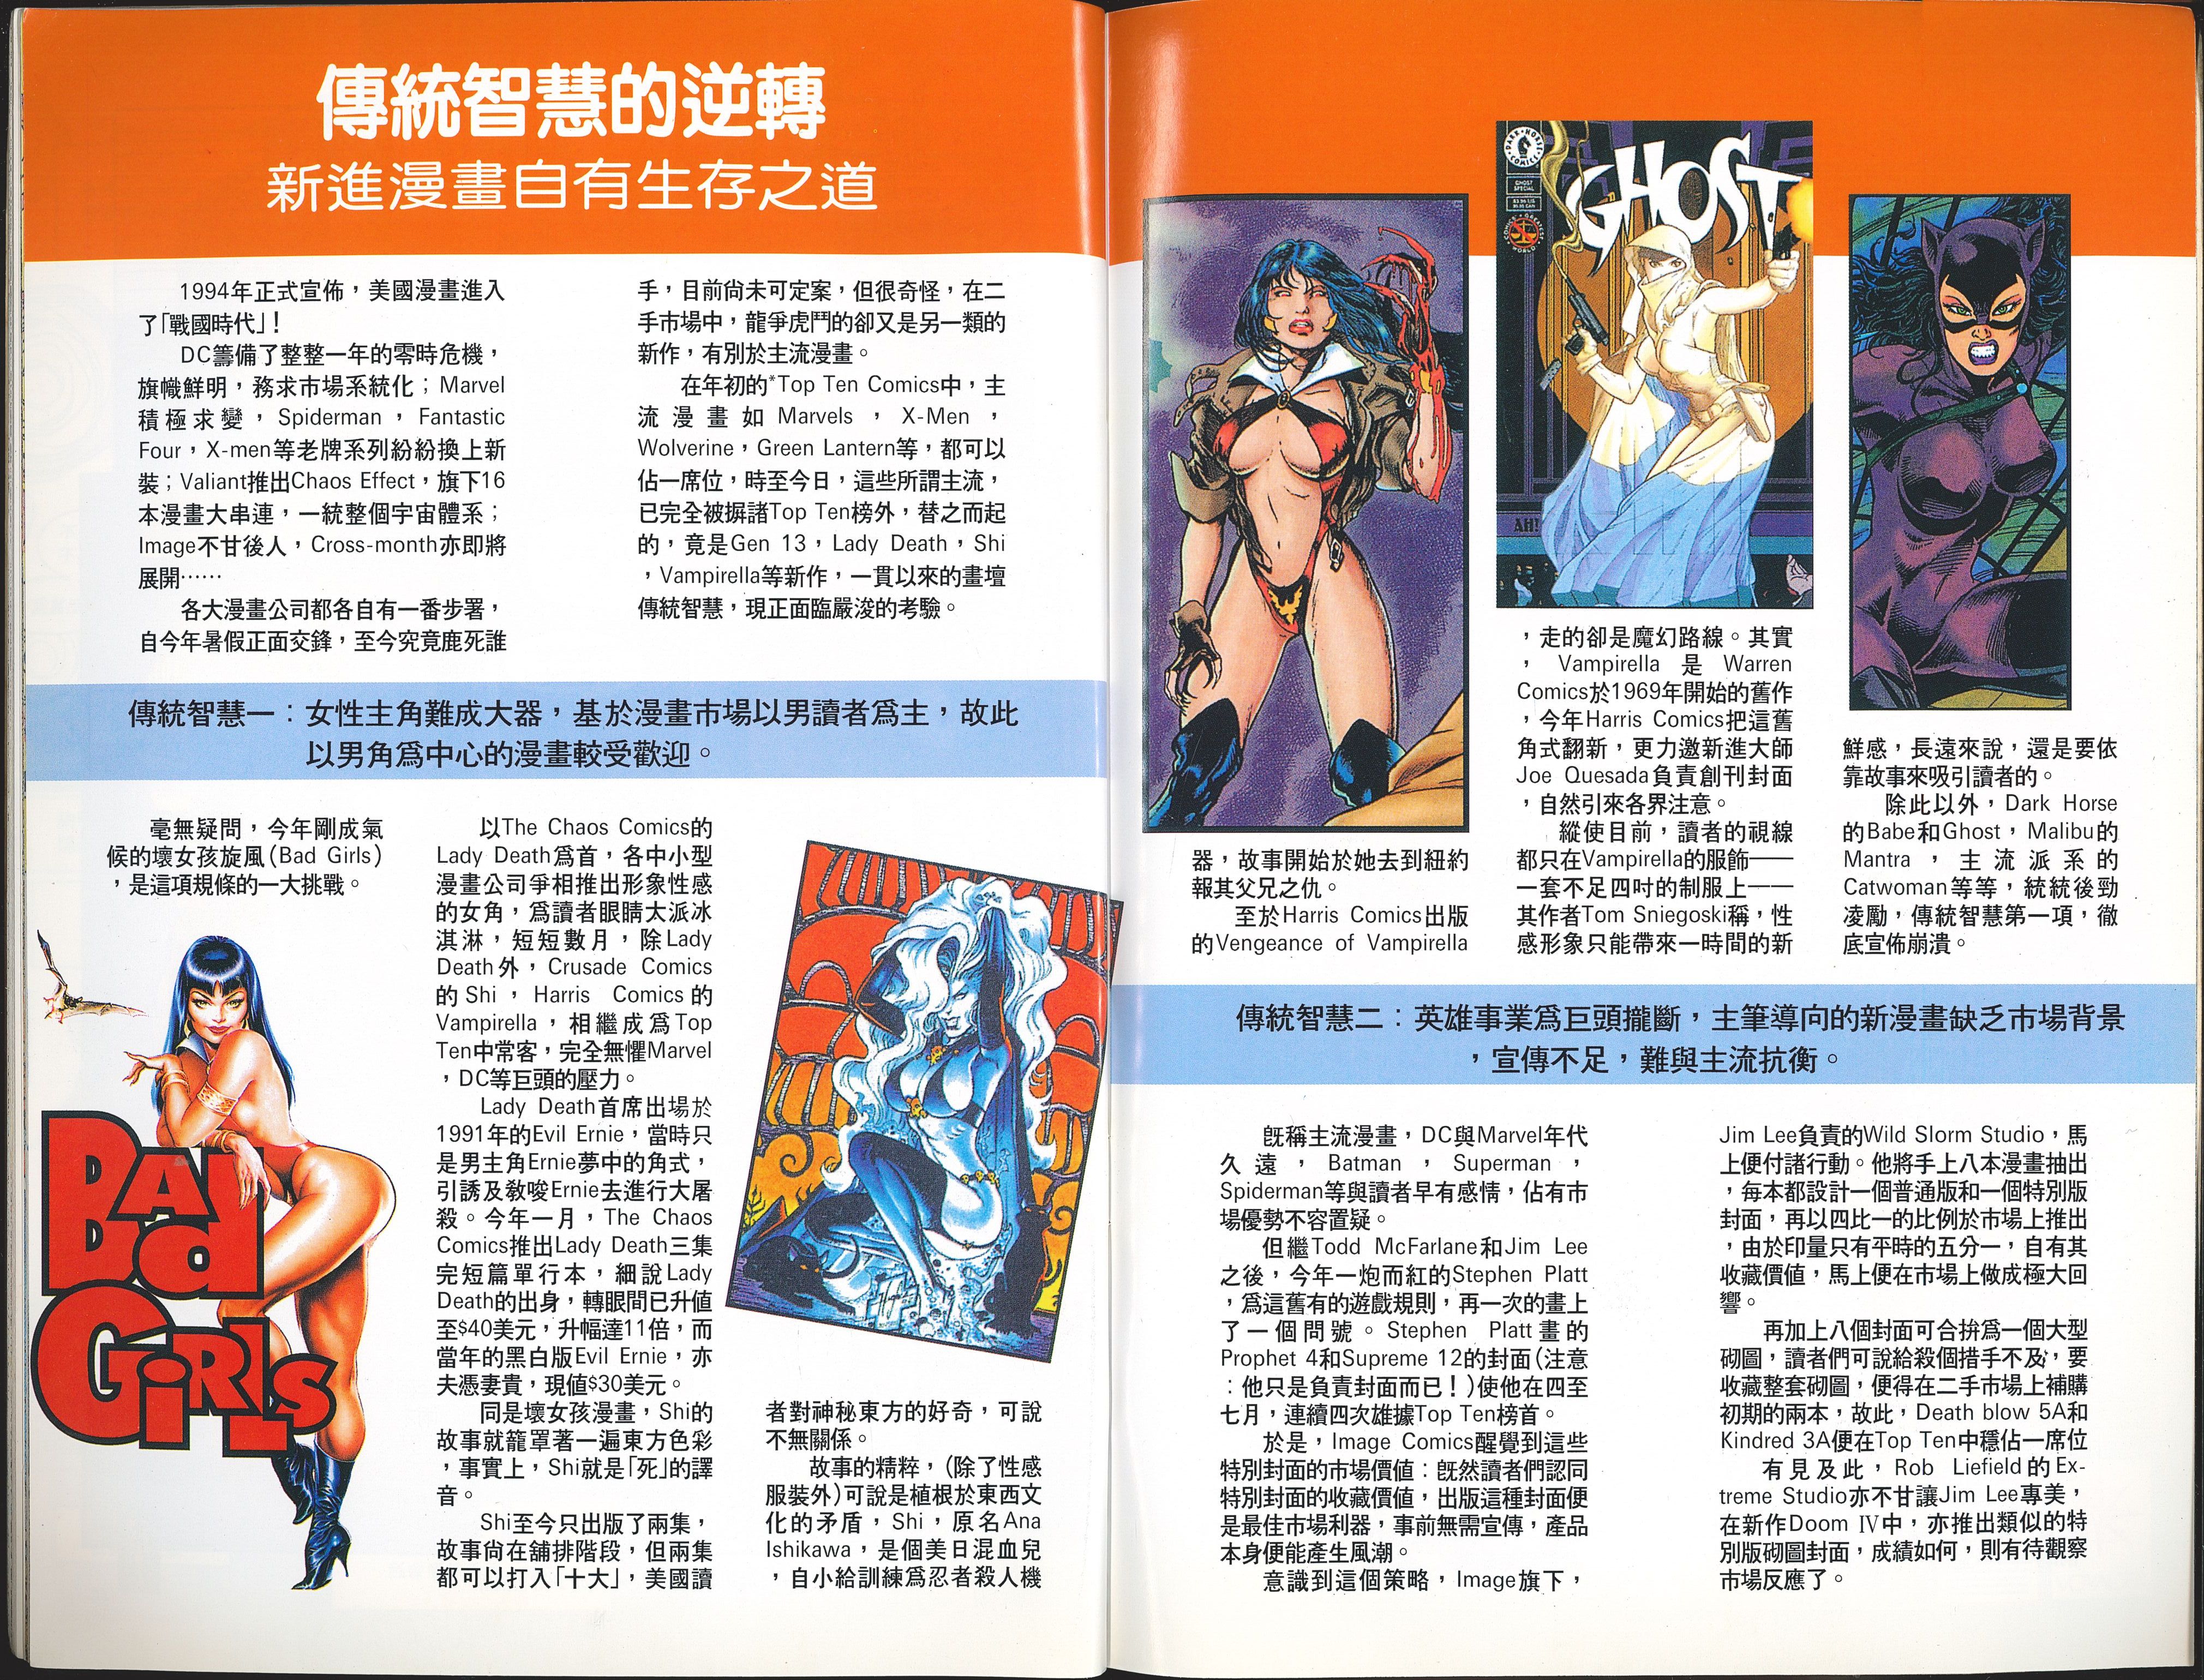 傳統智慧的逆轉
新進漫畫自有生存之道
1994年正式宣佈，美國漫畫進入
了「戰國時代」！
DC籌備了整整一年的零時危機，
旗幟鮮明，務求市場系統化；Marvel
積極求變，Spiderman，Fantastic
Four，X-men等老牌系列紛紛換上新
裝；Valiant推出Chaos Effect，旗下16
本漫畫大串連，一統整個宇宙體系；
Image不甘後人，Cross-month亦即將
展開……
各大漫畫公司都各自有一番步署，
自今年暑假正面交鋒，至今究竟鹿死誰
手，目前尚未可定案，但很奇怪，在二
手市場中，龍爭虎鬥的卻又是另一類的
新作，有別於主流漫畫。
在年初的*Top Ten Comics中，主
流漫畫如Marvels，X-Men，
Wolverine，Green Lantern等，都可以
佔一席位，時至今日，這些所謂主流，
已完全被摒諸Top Ten榜外，替之而起
的，竟是Gen 13，Lady Death，Shi
，Vampirella等新作，一貫以來的畫壇
傳統智慧，現正面臨嚴浚的考驗。
傳統智慧一：女性主角難成大器，基於漫畫市場以男讀者爲主，故此
以男角爲中心的漫畫較受歡迎。
毫無疑問，今年剛成氣
候的壞女孩旋風(Bad Girls)
，是這項規條的一大挑戰。
BAd
GiRLS
以The Chaos Comics的
Lady Death爲首，各中小型
漫畫公司爭相推出形象性感
的女角，爲讀者眼睛太派冰
淇淋，短短數月，除Lady
Death外，Crusade Comics
的Shi，Harris Comics的
Vampirella，相繼成爲Top
Ten中常客，完全無懼Marvel
，DC等巨頭的壓力。
Lady Death首席出場於
1991年的Evil Ernie，當時只
是男主角Ernie夢中的角式，
引誘及敎唆Ernie去進行大屠
殺。今年一月，The Chaos
Comics推出Lady Death三集
完短篇單行本，細說Lady
Death的出身，轉眼間已升值
至$40美元，升幅達11倍，而
當年的黑白版Evil Ernie，亦
夫憑妻貴，現値$30美元。
同是壞女孩漫畫，Shi的
故事就籠罩著一遍東方色彩
，事實上，Shi就是「死」的譯
音。
Shi至今只出版了兩集，
故事尚在舖排階段，但兩集
都可以打入「十大」，美國讀
者對神秘東方的好奇，可說
不無關係。
故事的精粹，(除了性感
服裝外)可說是植根於東西文
化的矛盾，Shi，原名Ana
Ishikawa，是個美日混血兒
，自小給訓練爲忍者殺人機
器，故事開始於她去到紐約
報其父兄之仇。
至於Harris Comics出版
的Vengeance of Vampirella
DARK HORSE COMICS
GHOST SPECIAL
GHOST
AH!
，走的卻是魔幻路線。其實
，Vampirella是Warren
Comics於1969年開始的舊作
，今年Harris Comics把這舊
角式翻新，更力邀新進大師
Joe Quesada負責創刊封面
，自然引來各界注意。
縱使目前，讀者的視線
都只在Vampirella的服飾——
一套不足四吋的制服上——
其作者Tom Sniegoski稱，性
感形象只能帶來一時間的新
鮮感，長遠來說，還是要依
靠故事來吸引讀者的。
除此以外，Dark Horse
的Babe和Ghost，Malibu的
Mantra，主流派系的
Catwoman等等，統統後勁
凌勵，傳統智慧第一項，徹
底宣佈崩潰。
傳統智慧二：英雄事業爲巨頭攏斷，主筆導向的新漫畫缺乏市場背景
，宣傳不足，難與主流抗衡。
旣稱主流漫畫，DC與Marvel年代
久遠，Batman，Superman，
Spiderman等與讀者早有感情，佔有市
場優勢不容置疑。
但繼Todd McFarlane和Jim Lee
之後，今年一炮而紅的Stephen Platt
，爲這舊有的遊戲規則，再一次的畫上
了一個問號。Stephen Platt畫的
Prophet 4和Supreme 12的封面(注意
：他只是負責封面而已！)使他在四至
七月，連續四次雄據Top Ten榜首。
於是，Image Comics醒覺到這些
特別封面的市場價值：旣然讀者們認同
特別封面的收藏價值，出版這種封面便
是最佳市場利器，事前無需宣傳，產品
本身便能產生風潮。
意識到這個策略，Image旗下，
Jim Lee負責的Wild Slorm Studio，馬
上便付諸行動。他將手上八本漫畫抽出
，每本都設計一個普通版和一個特別版
封面，再以四比一的比例於市場上推出
，由於印量只有平時的五分一，自有其
收藏價值，馬上便在市場上做成極大回
響。
再加上八個封面可合拚爲一個大型
砌圖，讀者們可說給殺個措手不及，要
收藏整套砌圖，便得在二手市場上補購
初期的兩本，故此，Death blow 5A和
Kindred 3A便在Top Ten中穩佔一席位
有見及此，Rob Liefield的Ex-
treme Studio亦不甘讓Jim Lee專美，
在新作Doom IV中，亦推出類似的特
別版砌圖封面，成績如何，則有待觀察
市場反應了。